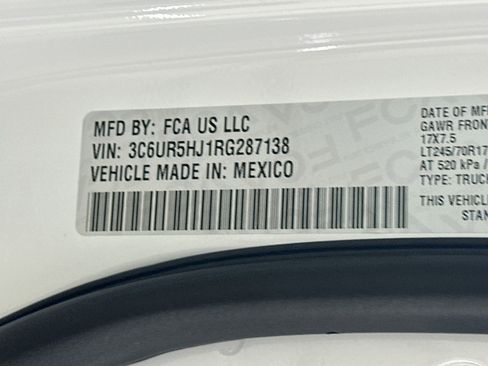 MFD BY: FCA US LLC
VIN: 3C6UR5HJ1RG287138
VEHICLE MADE IN: MEXICO
DATE OF MF
GAWR FRON
17X7.5
LT245/70R17
AT 520 kPa /
TYPE: TRUCK
THIS VEHICL
STAN